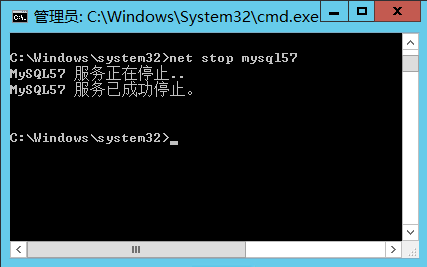 管理员: C:\Windows\System32\cmd.exe
C:\Windows\system32>net stop mysql57
MySQL57 服务正在停止..
MySQL57 服务已成功停止。
C:\Windows\system32>